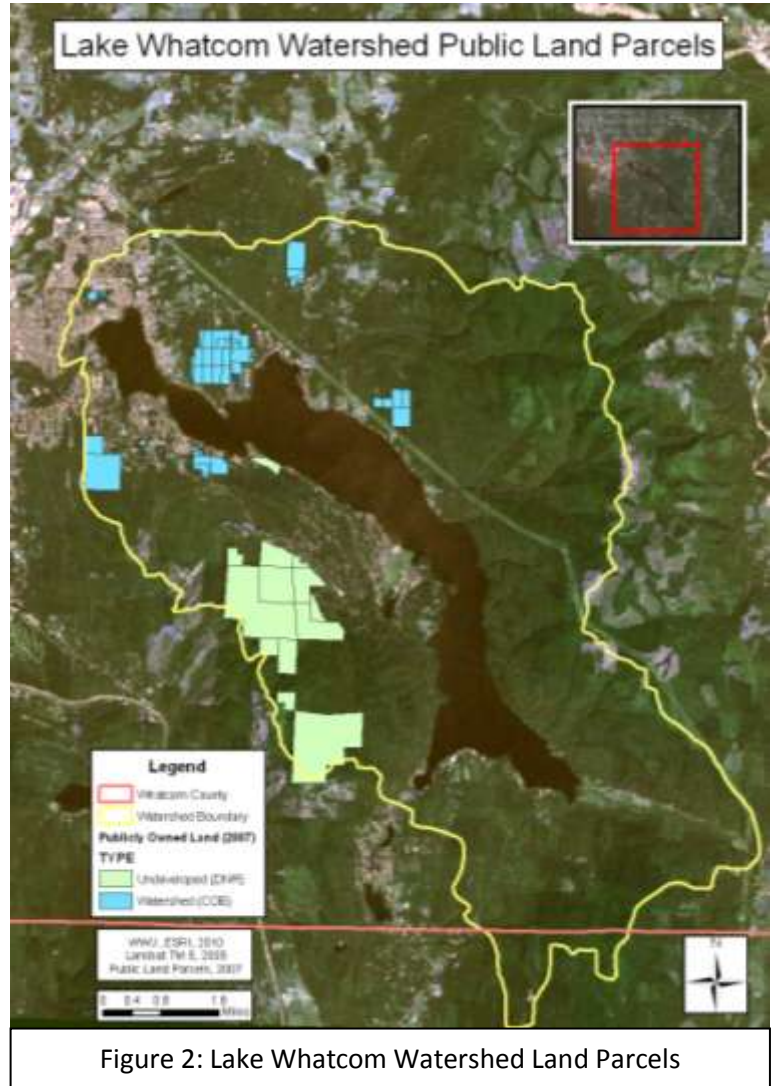 Lake Whatcom Watershed Public Land Parcels
Legend
Whatcom County
Watershed Boundary
Publicly Owned Land (2007)
TYPE
Undeveloped (DNR)
Watershed (COB)
WWU, ESRI, 2010
Landsat TM 5, 2005
Public Land Parcels, 2007
0 0.4 0.8 1.6
Miles
N
Figure 2: Lake Whatcom Watershed Land Parcels